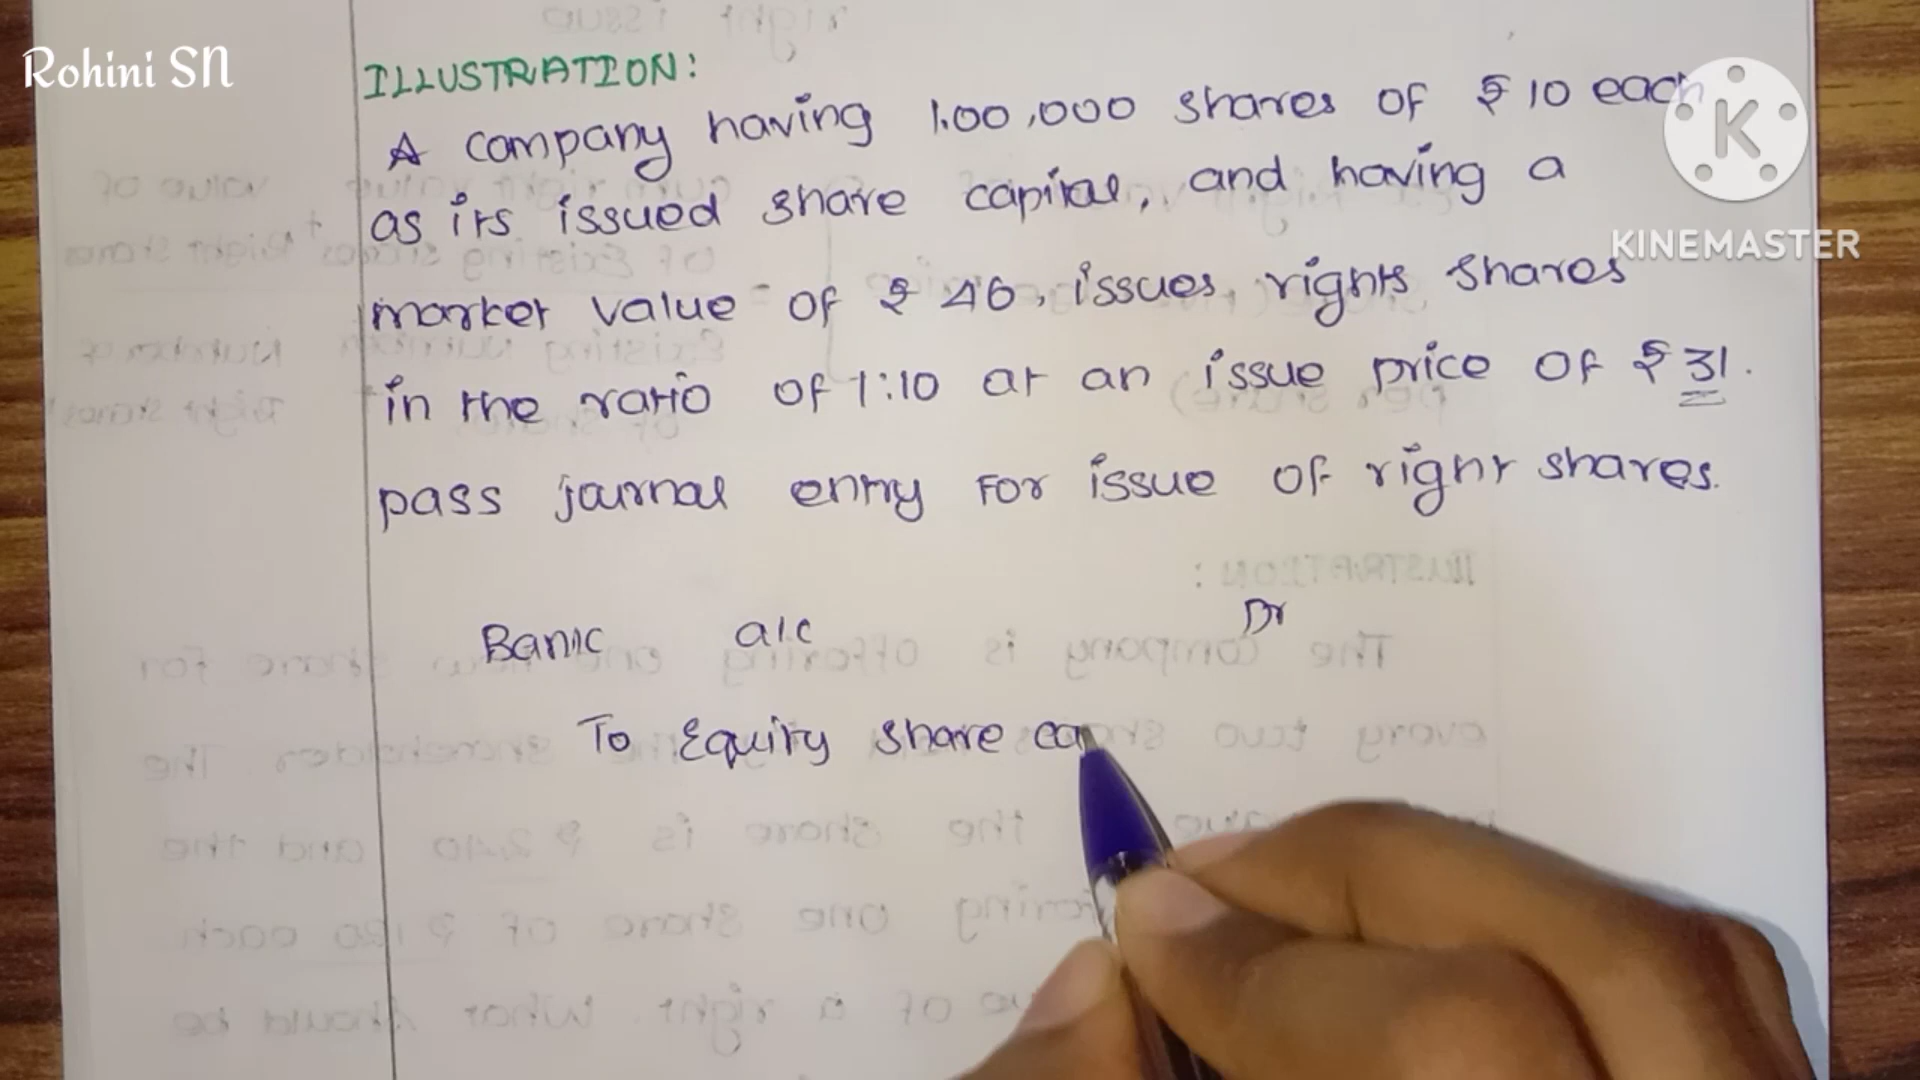 Rohini SN
ILLUSTRATION:
A company having 1.00,000 shares of ₹ 10 each
as its issued share capital, and having a
market value of ₹ 46, issues, rights shares
in the ratio of 1:10 at an issue price of ₹ 31.
pass journal entry for issue of right shares.
Bank a/c Dr
To Equity share ca
K
KINEMASTER